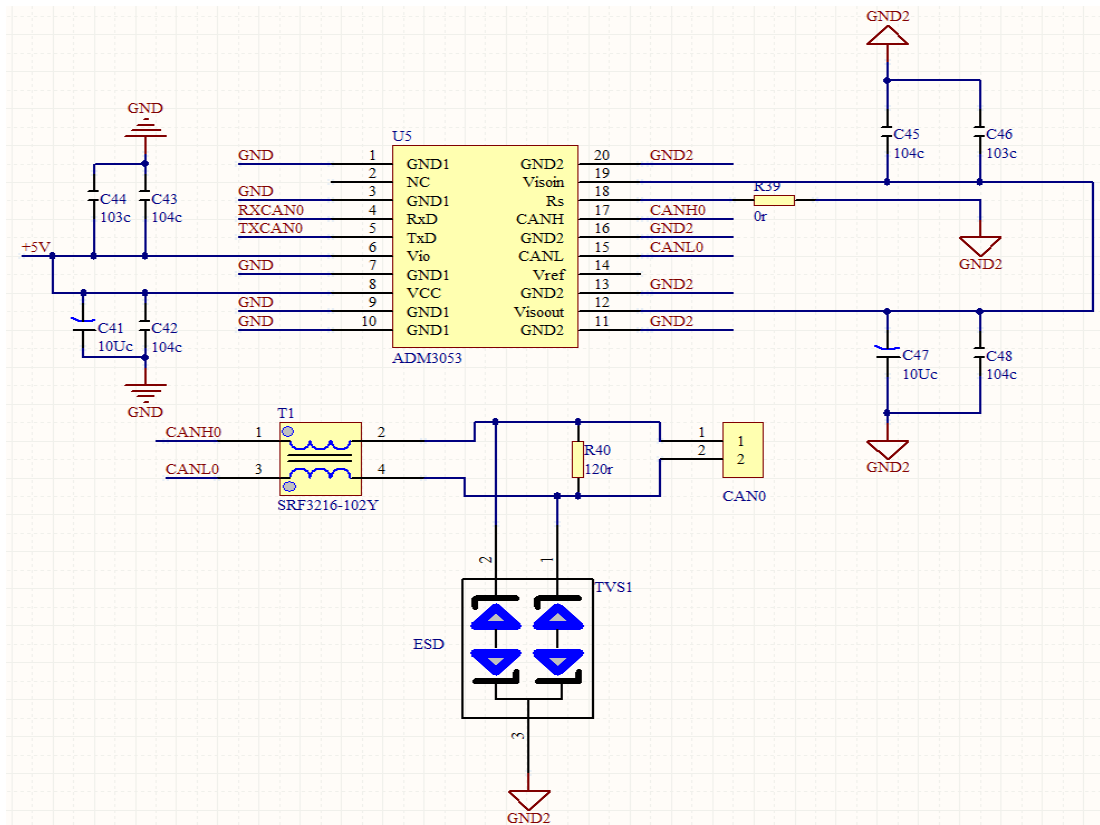 GND2
C45
104c
C46
103c
GND
C44
103c
C43
104c
+5V
C41
10Uc
C42
104c
GND
U5
GND 1 GND1 GND2 20 GND2
2 NC Visoin 19
GND 3 GND1 Rs 18
RXCAN0 4 RxD CANH 17 CANH0
TXCAN0 5 TxD GND2 16 GND2
6 Vio CANL 15 CANL0
GND 7 GND1 Vref 14
8 VCC GND2 13 GND2
GND 9 GND1 Visoout 12
GND 10 GND1 GND2 11 GND2
ADM3053
R39
0r
GND2
C47
10Uc
C48
104c
GND2
T1
CANH0 1 2
CANL0 3 4
SRF3216-102Y
R40
120r
1 1
2 2
CAN0
2 1
TVS1
ESD
3
GND2